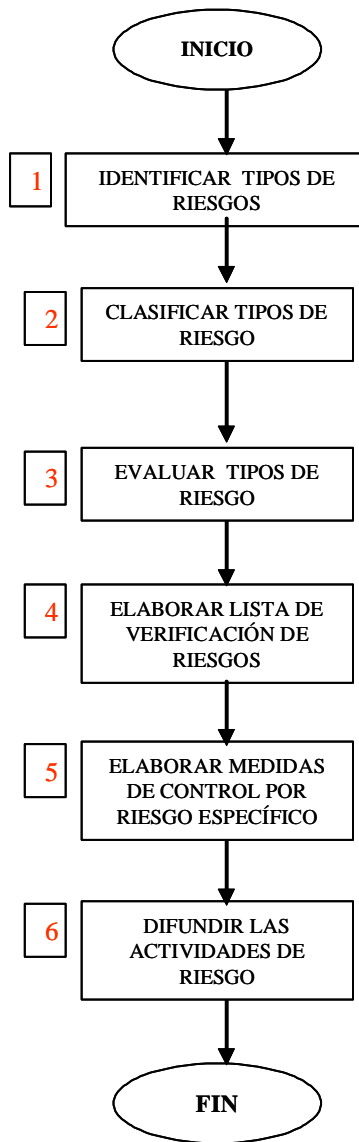 INICIO
1
IDENTIFICAR TIPOS DE
RIESGOS
2
CLASIFICAR TIPOS DE
RIESGO
3
EVALUAR TIPOS DE
RIESGO
4
ELABORAR LISTA DE
VERIFICACIÓN DE
RIESGOS
5
ELABORAR MEDIDAS
DE CONTROL POR
RIESGO ESPECÍFICO
6
DIFUNDIR LAS
ACTIVIDADES DE
RIESGO
FIN